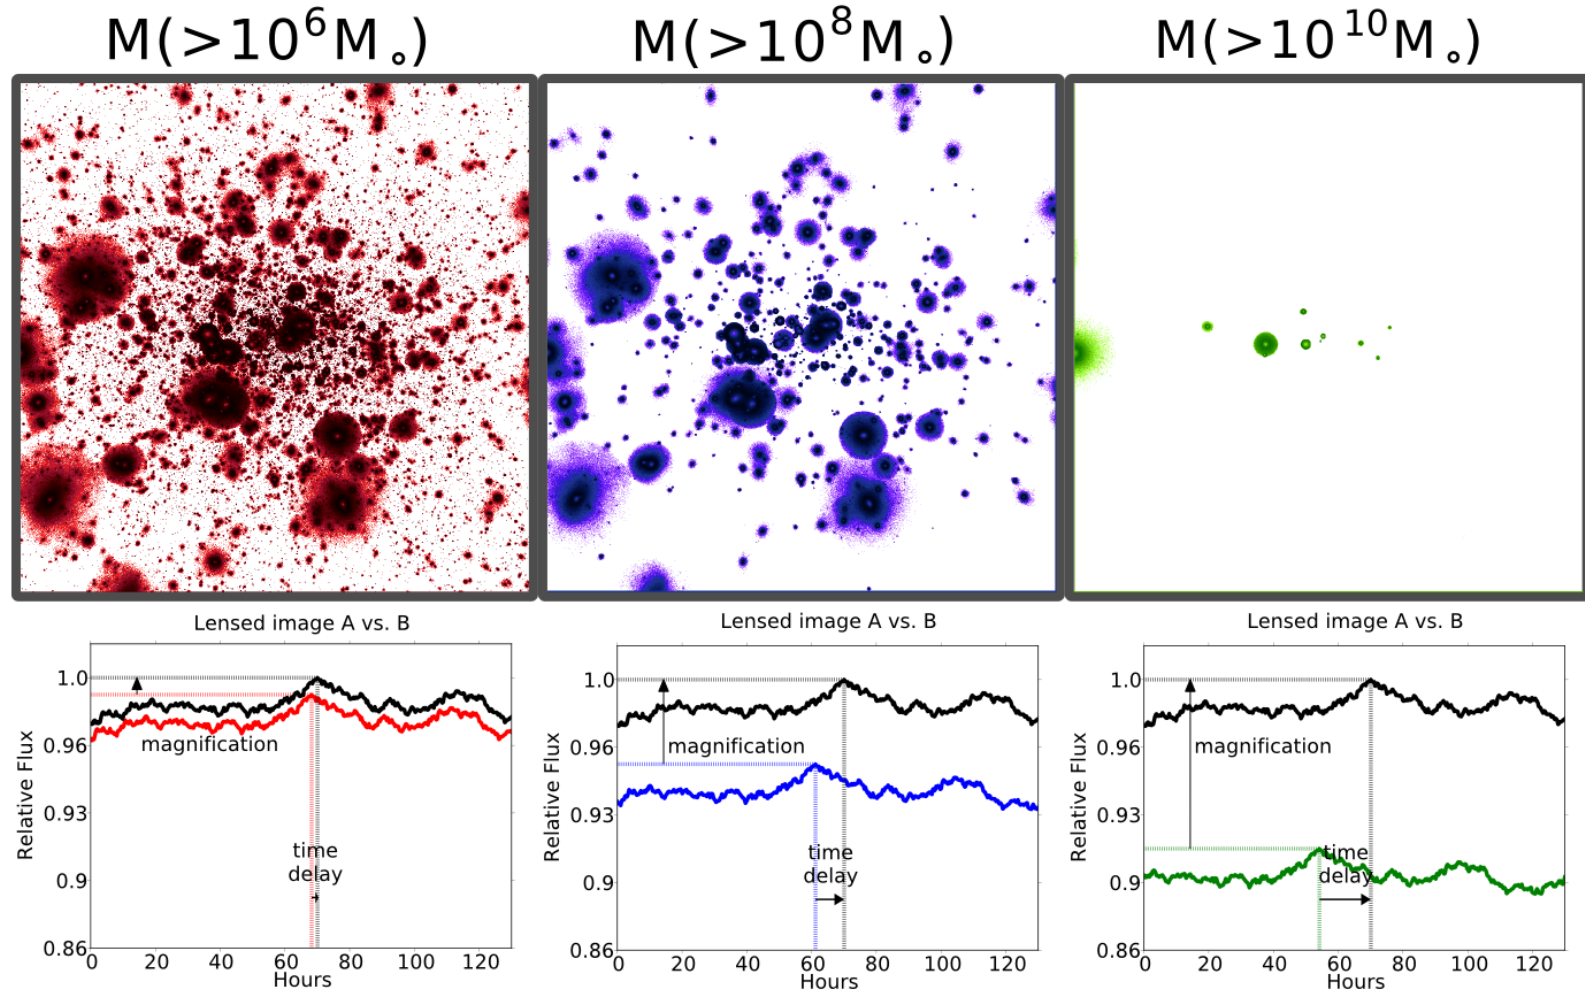 M(>10⁶M∘)
M(>10⁸M∘)
M(>10¹⁰M∘)
Lensed image A vs. B
Relative Flux
1.0
0.96
0.93
0.9
0.86
magnification
time
delay
0 20 40 60 80 100 120
Hours
Lensed image A vs. B
Relative Flux
1.0
0.96
0.93
0.9
0.86
magnification
time
delay
0 20 40 60 80 100 120
Hours
Lensed image A vs. B
Relative Flux
1.0
0.96
0.93
0.9
0.86
magnification
time
delay
0 20 40 60 80 100 120
Hours